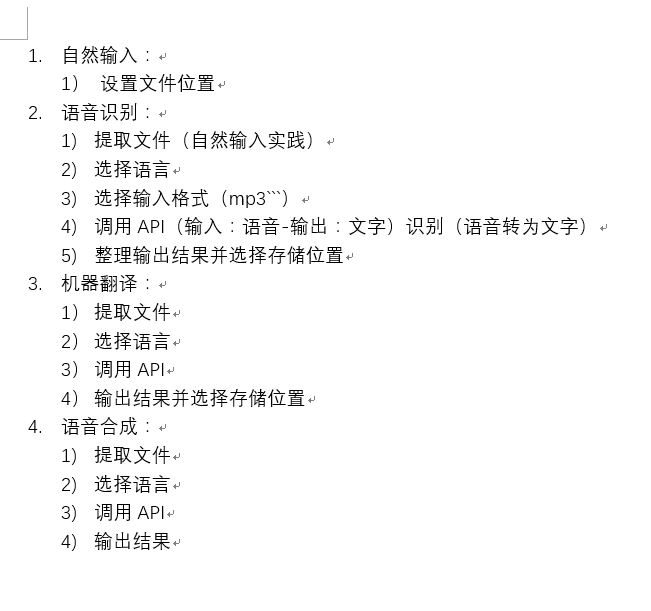 1. 自然输入：
1） 设置文件位置
2. 语音识别：
1) 提取文件（自然输入实践）
2) 选择语言
3) 选择输入格式（mp3```）
4) 调用 API（输入：语音-输出：文字）识别（语音转为文字）
5) 整理输出结果并选择存储位置
3. 机器翻译：
1） 提取文件
2） 选择语言
3） 调用 API
4） 输出结果并选择存储位置
4. 语音合成：
1) 提取文件
2) 选择语言
3) 调用 API
4) 输出结果